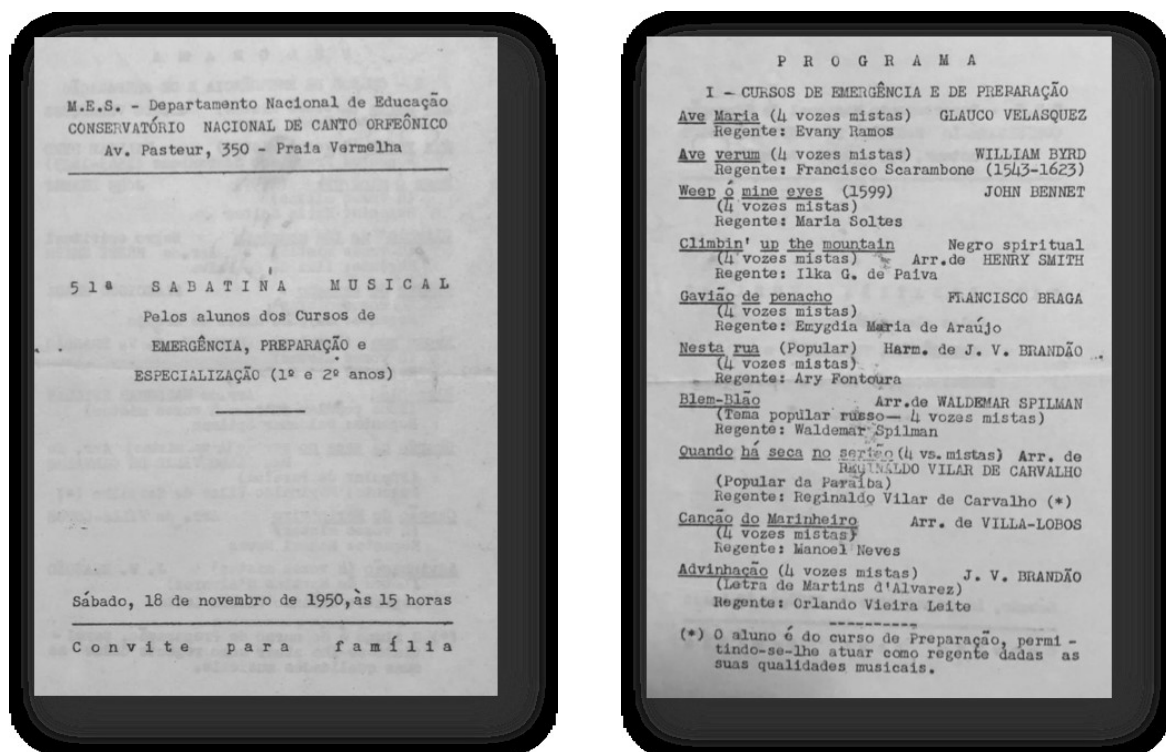 M.E.S. - Departamento Nacional de Educação
CONSERVATÓRIO NACIONAL DE CANTO ORFEÔNICO
Av. Pasteur, 350 - Praia Vermelha
51ª SABATINA MUSICAL
Pelos alunos dos Cursos de
EMERGÊNCIA, PREPARAÇÃO e
ESPECIALIZAÇÃO (1º e 2º anos)
Sábado, 18 de novembro de 1950, às 15 horas
Convite para família
PROGRAMA
I - CURSOS DE EMERGÊNCIA E DE PREPARAÇÃO
Ave Maria (4 vozes mistas) GLAUCO VELASQUEZ
Regente: Evany Ramos
Ave verum (4 vozes mistas) WILLIAM BYRD
Regente: Francisco Scarambone (1543-1623)
Weep ó mine eyes (1599) JOHN BENNET
(4 vozes mistas)
Regente: Maria Soltes
Climbin' up the mountain Negro spiritual
(4 vozes mistas) Arr.de HENRY SMITH
Regente: Ilka G. de Paiva
Gavião de penacho FRANCISCO BRAGA
(4 vozes mistas)
Regente: Emygdia Maria de Araújo
Nesta rua (Popular) Harm. de J. V. BRANDÃO
(4 vozes mistas)
Regente: Ary Fontoura
Blem-Blão Arr.de WALDEMAR SPILMAN
(Tema popular russo— 4 vozes mistas)
Regente: Waldemar Spilman
Quando há seca no sertão (4 vs. mistas) Arr. de
REGINALDO VILAR DE CARVALHO
(Popular da Paraíba)
Regente: Reginaldo Vilar de Carvalho (*)
Canção do Marinheiro Arr. de VILLA-LOBOS
(4 vozes mistas)
Regente: Manoel Neves
Advinhação (4 vozes mistas) J. V. BRANDÃO
(Letra de Martins d'Alvarez)
Regente: Orlando Vieira Leite
(*) O aluno é do curso de Preparação, permi -
tindo-se-lhe atuar como regente dadas as
suas qualidades musicais.